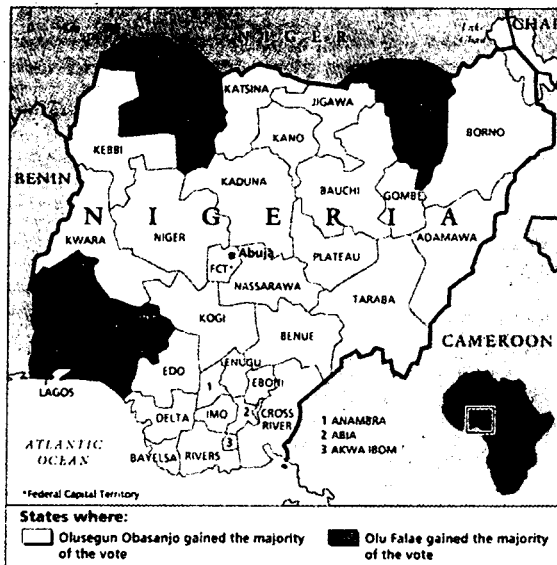 NIGER
CHAD
KATSINA
JIGAWA
KEBBI
KANO
BORNO
BENIN
KADUNA
BAUCHI
GOMBE
NIGERIA
KWARA
NIGER
ADAMAWA
Abuja
FCT*
PLATEAU
NASSARAWA
TARABA
KOGI
BENUE
CAMEROON
EDO
ENUGU
EBONI
LAGOS
1
2
DELTA
IMO
CROSS
RIVER
3
ATLANTIC
OCEAN
BAYELSA
RIVERS
1 ANAMBRA
2 ABIA
3 AKWA IBOM
*Federal Capital Territory
States where:
Olusegun Obasanjo gained the majority
of the vote
Olu Falae gained the majority
of the vote